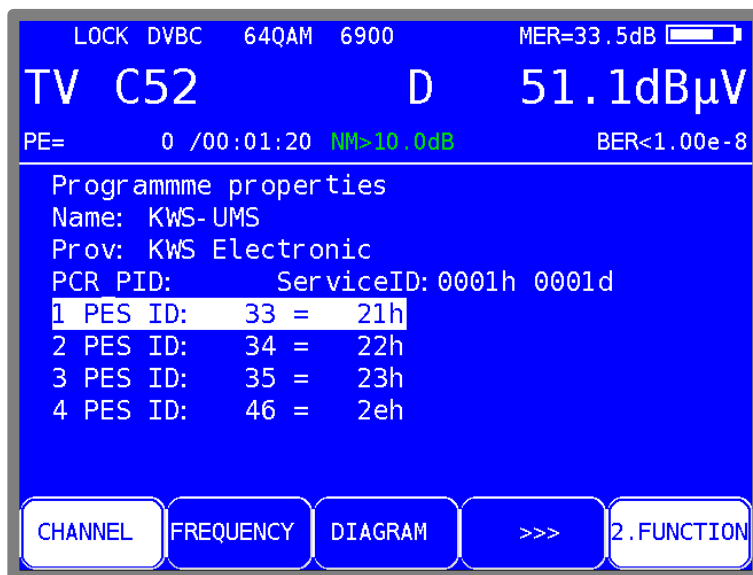 LOCK DVBC 64QAM 6900 MER=33.5dB
TV C52 D 51.1dBµV
PE= 0 /00:01:20 NM>10.0dB BER<1.00e-8
Programmme properties
Name: KWS-UMS
Prov: KWS Electronic
PCR PID: ServiceID: 0001h 0001d
1 PES ID: 33 = 21h
2 PES ID: 34 = 22h
3 PES ID: 35 = 23h
4 PES ID: 46 = 2eh
CHANNEL FREQUENCY DIAGRAM >>> 2.FUNCTION